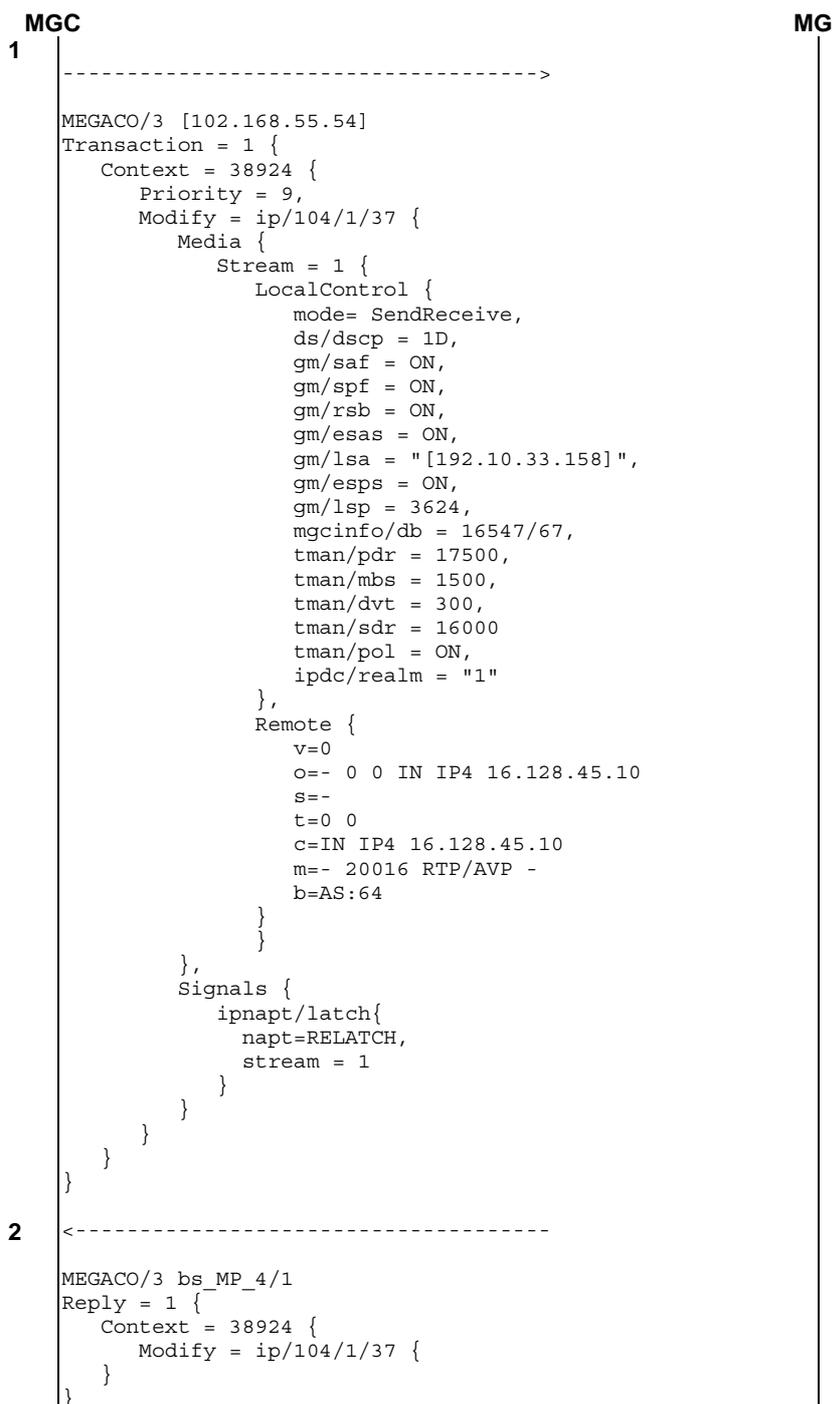 MGC MG
1
------------------------------------->
MEGACO/3 [102.168.55.54]
Transaction = 1 {
Context = 38924 {
Priority = 9,
Modify = ip/104/1/37 {
Media {
Stream = 1 {
LocalControl {
mode= SendReceive,
ds/dscp = 1D,
gm/saf = ON,
gm/spf = ON,
gm/rsb = ON,
gm/esas = ON,
gm/lsa = "[192.10.33.158]",
gm/esps = ON,
gm/lsp = 3624,
mgcinfo/db = 16547/67,
tman/pdr = 17500,
tman/mbs = 1500,
tman/dvt = 300,
tman/sdr = 16000
tman/pol = ON,
ipdc/realm = "1"
},
Remote {
v=0
o=- 0 0 IN IP4 16.128.45.10
s=-
t=0 0
c=IN IP4 16.128.45.10
m=- 20016 RTP/AVP -
b=AS:64
}
}
},
Signals {
ipnapt/latch{
napt=RELATCH,
stream = 1
}
}
}
}
}
2 <-------------------------------------
MEGACO/3 bs_MP_4/1
Reply = 1 {
Context = 38924 {
Modify = ip/104/1/37 {
}
}